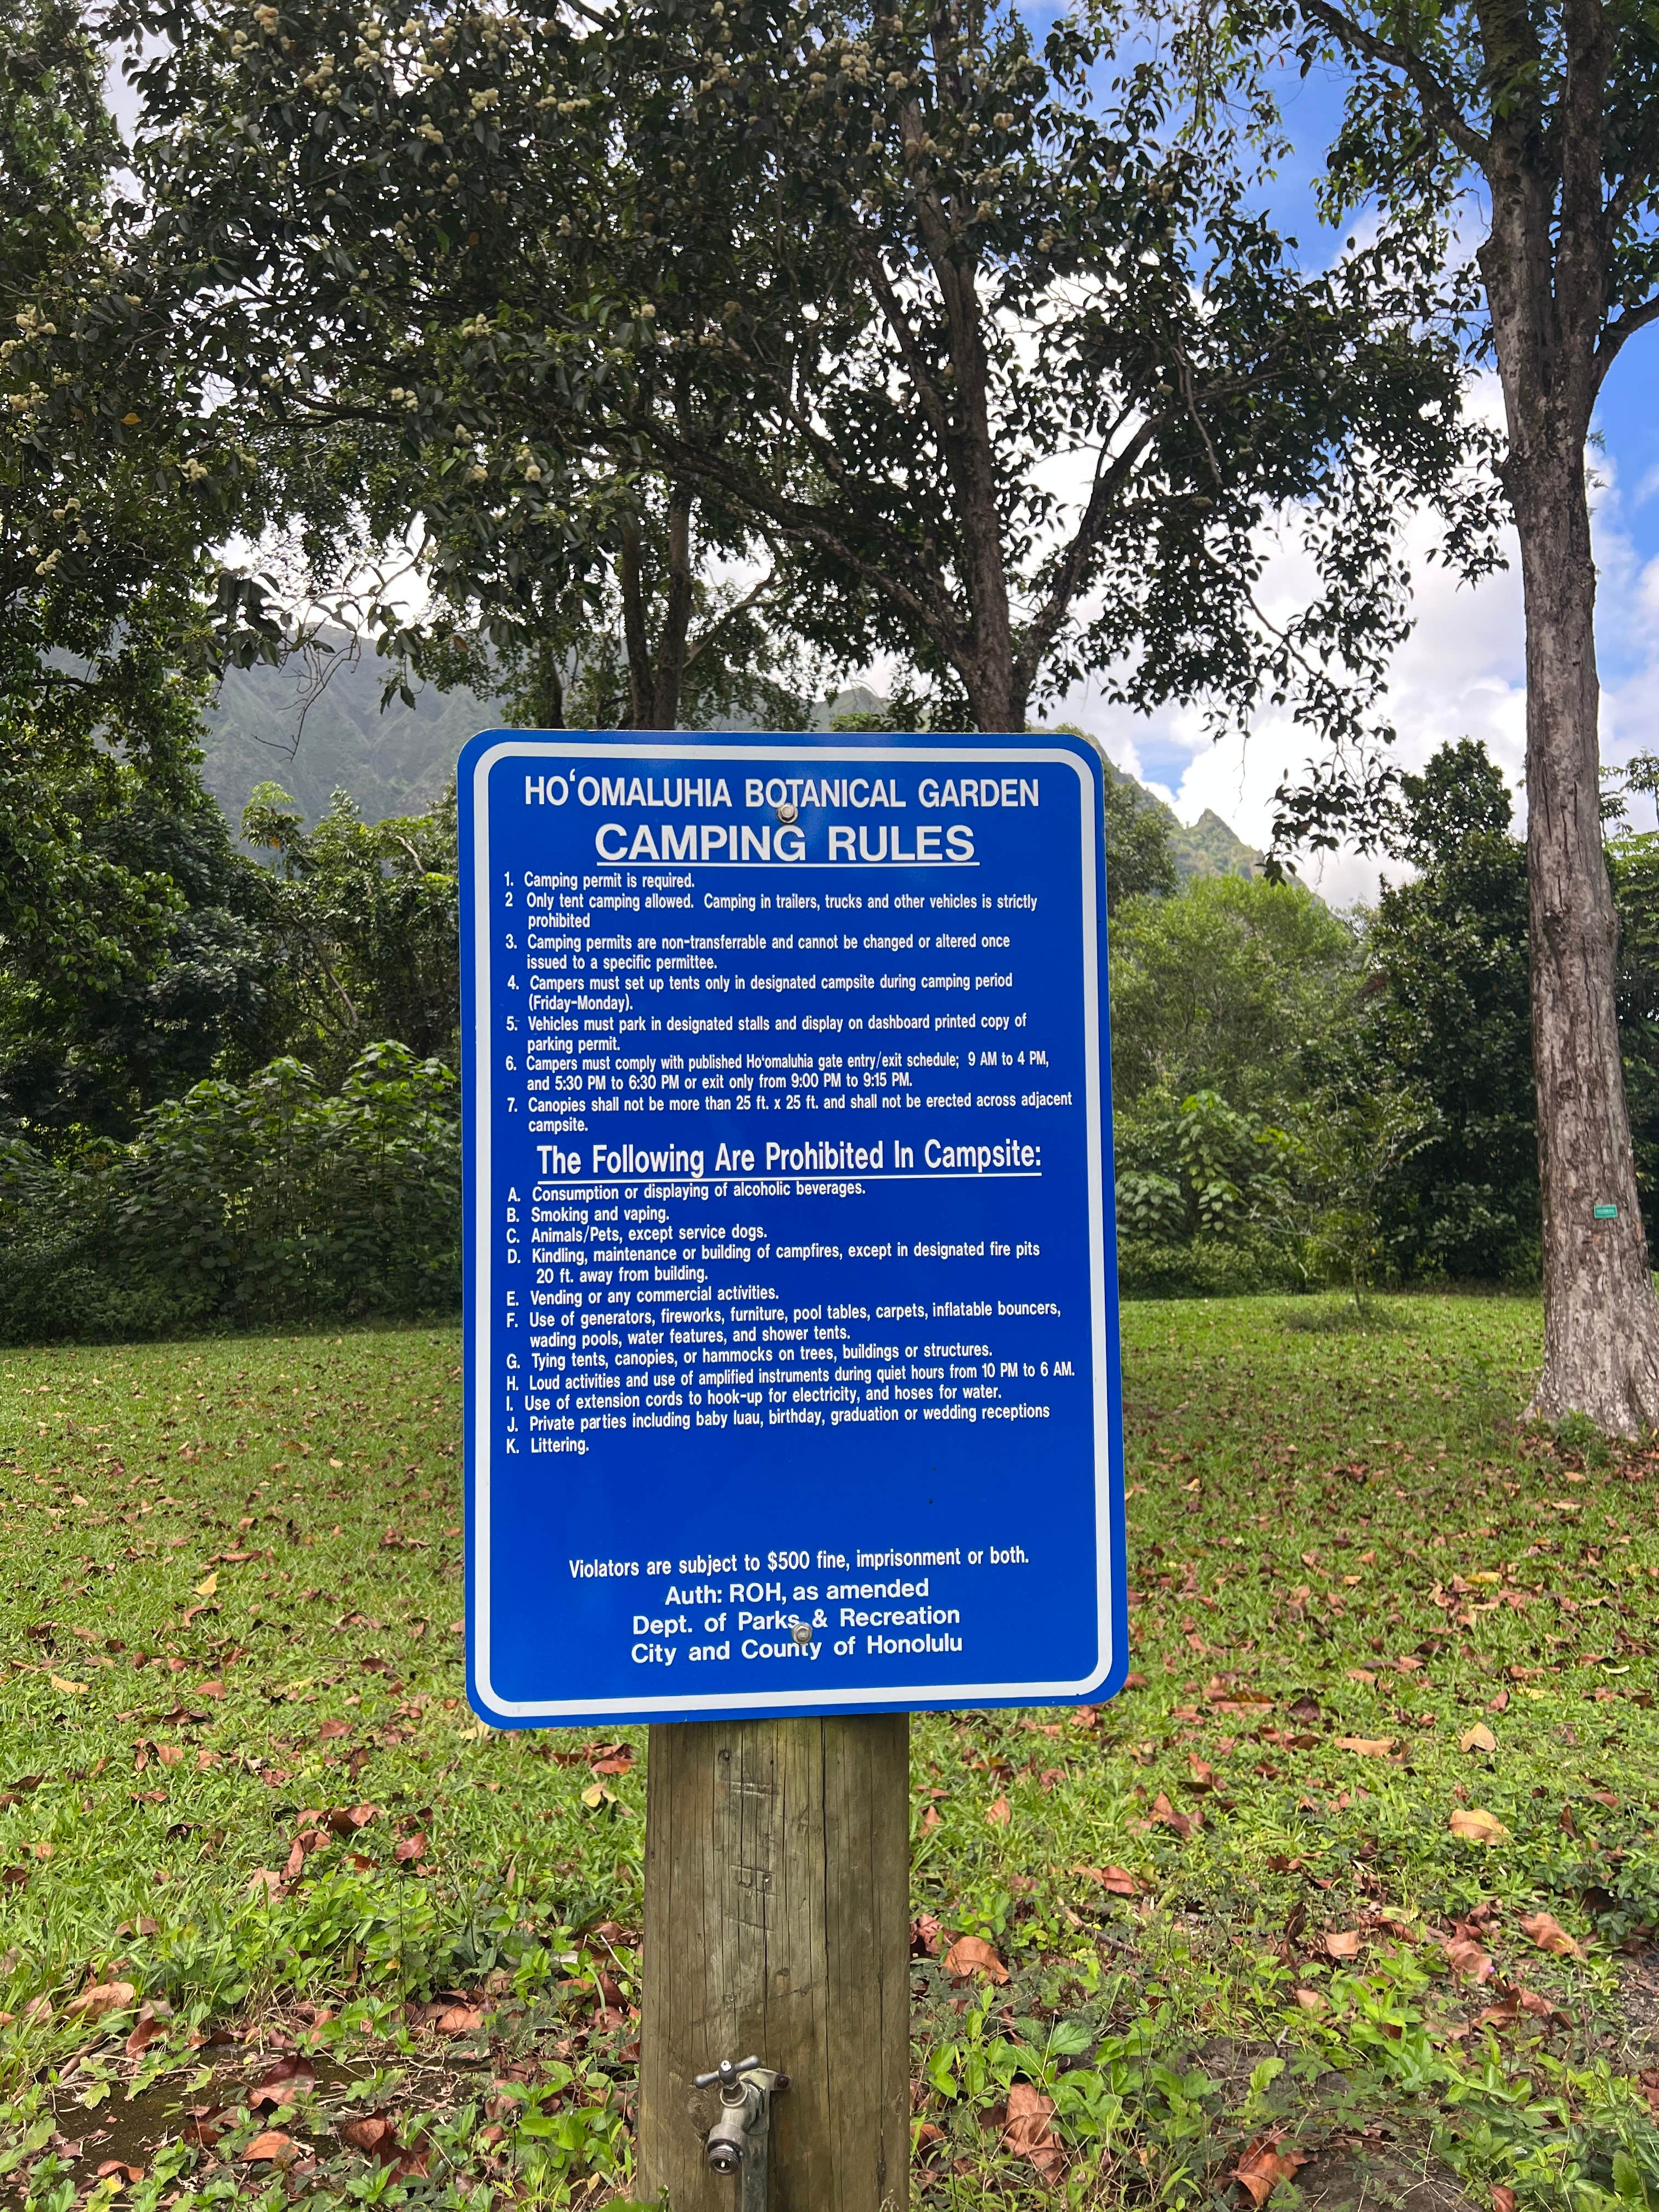 HOʻOMALUHIA BOTANICAL GARDEN
CAMPING RULES
1. Camping permit is required.
2 Only tent camping allowed. Camping in trailers, trucks and other vehicles is strictly
prohibited
3. Camping permits are non-transferrable and cannot be changed or altered once
issued to a specific permittee.
4. Campers must set up tents only in designated campsite during camping period
(Friday-Monday).
5. Vehicles must park in designated stalls and display on dashboard printed copy of
parking permit.
6. Campers must comply with published Hoʻomaluhia gate entry/exit schedule; 9 AM to 4 PM,
and 5:30 PM to 6:30 PM or exit only from 9:00 PM to 9:15 PM.
7. Canopies shall not be more than 25 ft. x 25 ft. and shall not be erected across adjacent
campsite.
The Following Are Prohibited In Campsite:
A. Consumption or displaying of alcoholic beverages.
B. Smoking and vaping.
C. Animals/Pets, except service dogs.
D. Kindling, maintenance or building of campfires, except in designated fire pits
20 ft. away from building.
E. Vending or any commercial activities.
F. Use of generators, fireworks, furniture, pool tables, carpets, inflatable bouncers,
wading pools, water features, and shower tents.
G. Tying tents, canopies, or hammocks on trees, buildings or structures.
H. Loud activities and use of amplified instruments during quiet hours from 10 PM to 6 AM.
I. Use of extension cords to hook-up for electricity, and hoses for water.
J. Private parties including baby luau, birthday, graduation or wedding receptions
K. Littering.
Violators are subject to $500 fine, imprisonment or both.
Auth: ROH, as amended
Dept. of Parks & Recreation
City and County of Honolulu